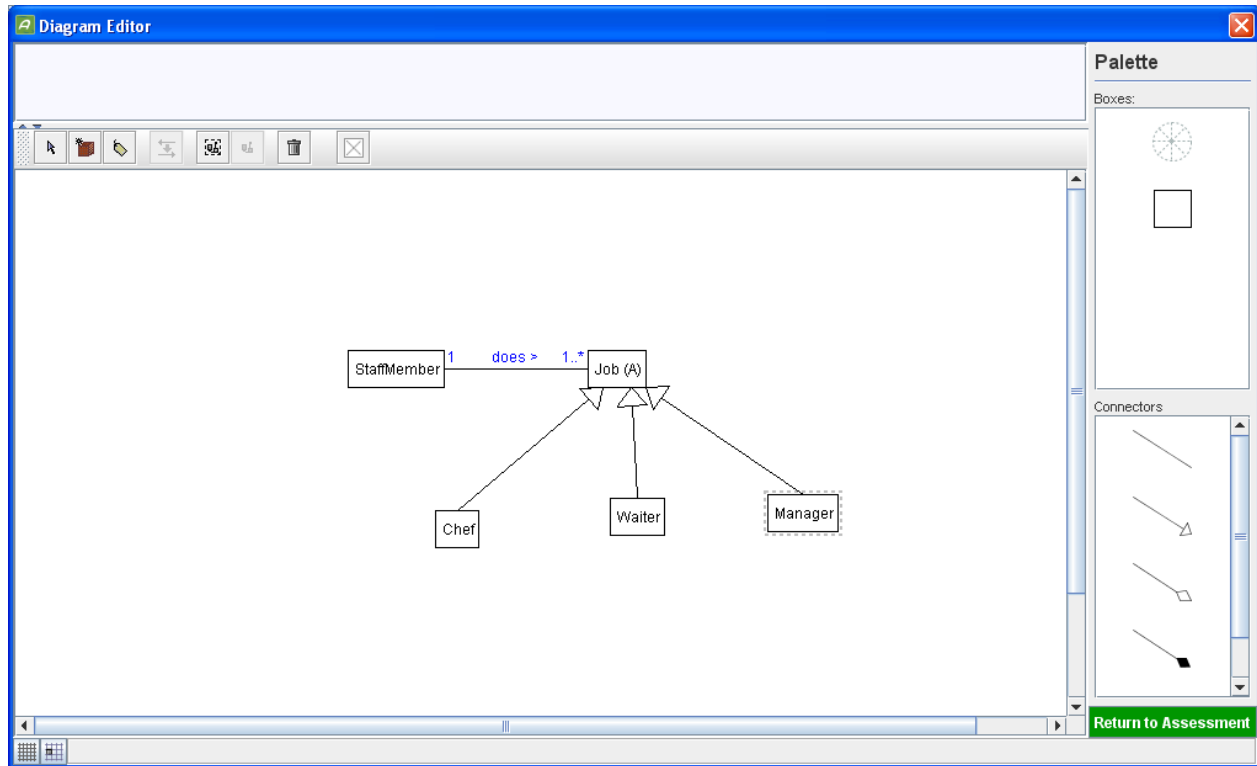 Diagram Editor
Palette
Boxes:
StaffMember
1 does > 1..*
Job (A)
Chef
Waiter
Manager
Connectors
Return to Assessment